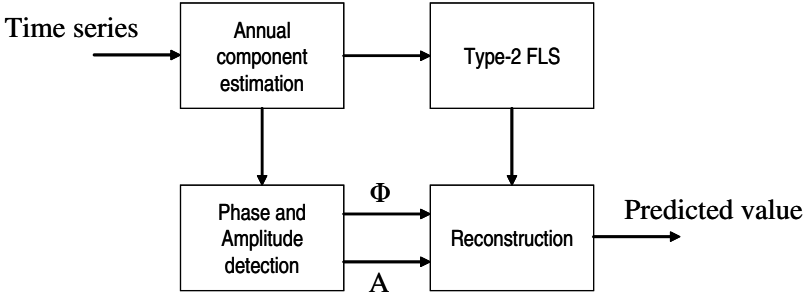 Time series
Annual
component
estimation
Type-2 FLS
Phase and
Amplitude
detection
Φ
A
Reconstruction
Predicted value